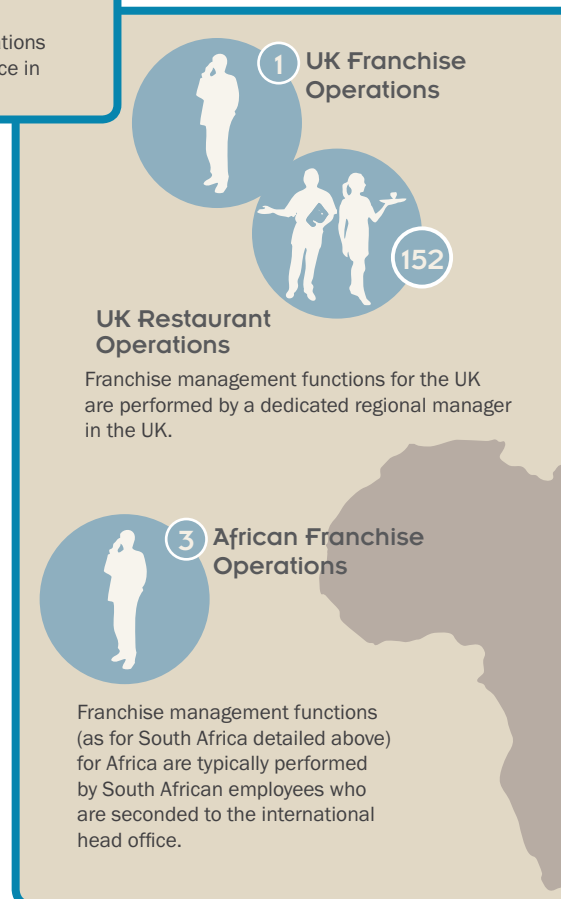 ce in
1
UK Franchise
Operations
152
UK Restaurant
Operations
Franchise management functions for the UK
are performed by a dedicated regional manager
in the UK.
3
African Franchise
Operations
Franchise management functions
(as for South Africa detailed above)
for Africa are typically performed
by South African employees who
are seconded to the international
head office.